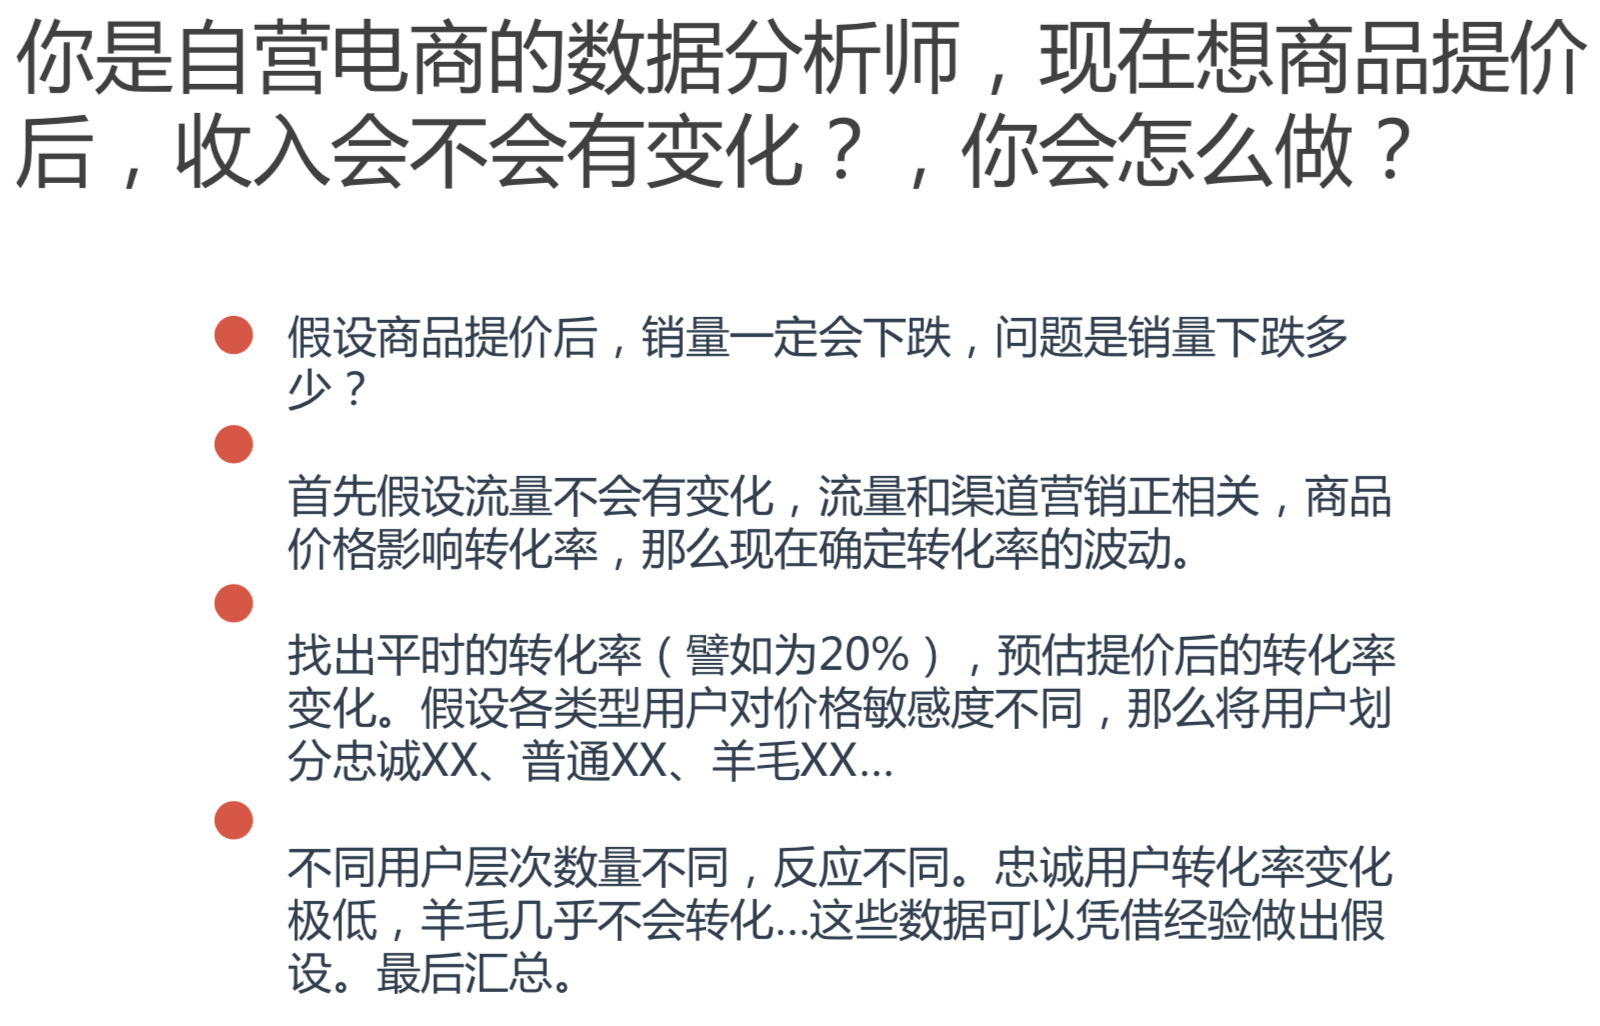 你是自营电商的数据分析师，现在想商品提价
后，收入会不会有变化？，你会怎么做？
假设商品提价后，销量一定会下跌，问题是销量下跌多
少？
首先假设流量不会有变化，流量和渠道营销正相关，商品
价格影响转化率，那么现在确定转化率的波动。
找出平时的转化率（譬如为20%），预估提价后的转化率
变化。假设各类型用户对价格敏感度不同，那么将用户划
分忠诚XX、普通XX、羊毛XX...
不同用户层次数量不同，反应不同。忠诚用户转化率变化
极低，羊毛几乎不会转化...这些数据可以凭借经验做出假
设。最后汇总。